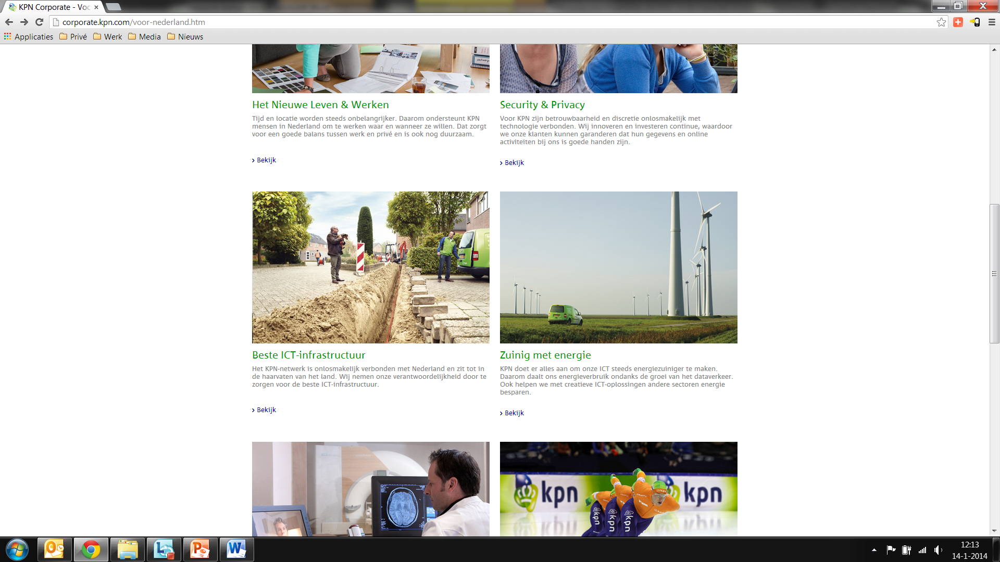 KPN Corporate - Voo
corporate.kpn.com/voor-nederland.htm
Applicaties Privé Werk Media Nieuws
Het Nieuwe Leven & Werken
Tijd en locatie worden steeds onbelangrijker. Daarom ondersteunt KPN
mensen in Nederland om te werken waar en wanneer ze willen. Dat zorgt
voor een goede balans tussen werk en privé en is ook nog duurzaam.
› Bekijk
Security & Privacy
Voor KPN zijn betrouwbaarheid en discretie onlosmakelijk met
technologie verbonden. Wij innoveren en investeren continue, waardoor
we onze klanten kunnen garanderen dat hun gegevens en online
activiteiten bij ons is goede handen zijn.
› Bekijk
Beste ICT-infrastructuur
Het KPN-netwerk is onlosmakelijk verbonden met Nederland en zit tot in
de haarvaten van het land. Wij nemen onze verantwoordelijkheid door te
zorgen voor de beste ICT-infrastructuur.
› Bekijk
Zuinig met energie
KPN doet er alles aan om onze ICT steeds energiezuiniger te maken.
Daarom daalt ons energieverbruik ondanks de groei van het dataverkeer.
Ook helpen we met creatieve ICT-oplossingen andere sectoren energie
besparen.
› Bekijk
kpn
kpn
kpn
kpn
kpn
12:13
14-1-2014